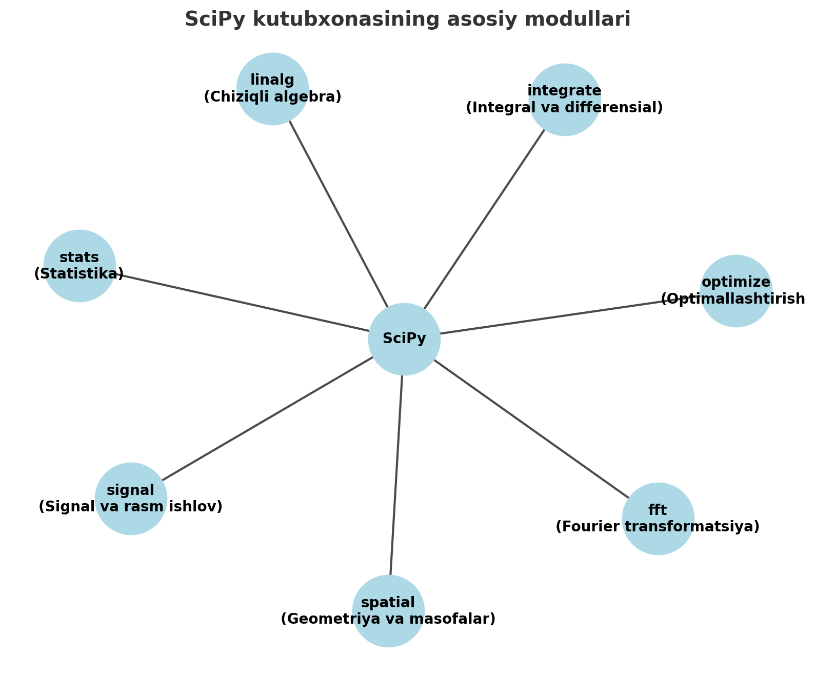 SciPy kutubxonasining asosiy modullari
linalg
(Chiziqli algebra)
integrate
(Integral va differensial)
stats
(Statistika)
optimize
(Optimallashtirish
SciPy
signal
(Signal va rasm ishlov)
fft
(Fourier transformatsiya)
spatial
(Geometriya va masofalar)